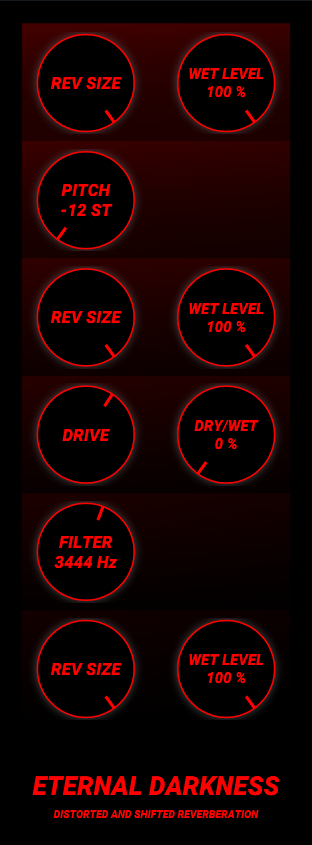 REV SIZE
WET LEVEL
100 %
PITCH
-12 ST
REV SIZE
WET LEVEL
100 %
DRIVE
DRY/WET
0 %
FILTER
3444 Hz
REV SIZE
WET LEVEL
100 %
ETERNAL DARKNESS
DISTORTED AND SHIFTED REVERBERATION